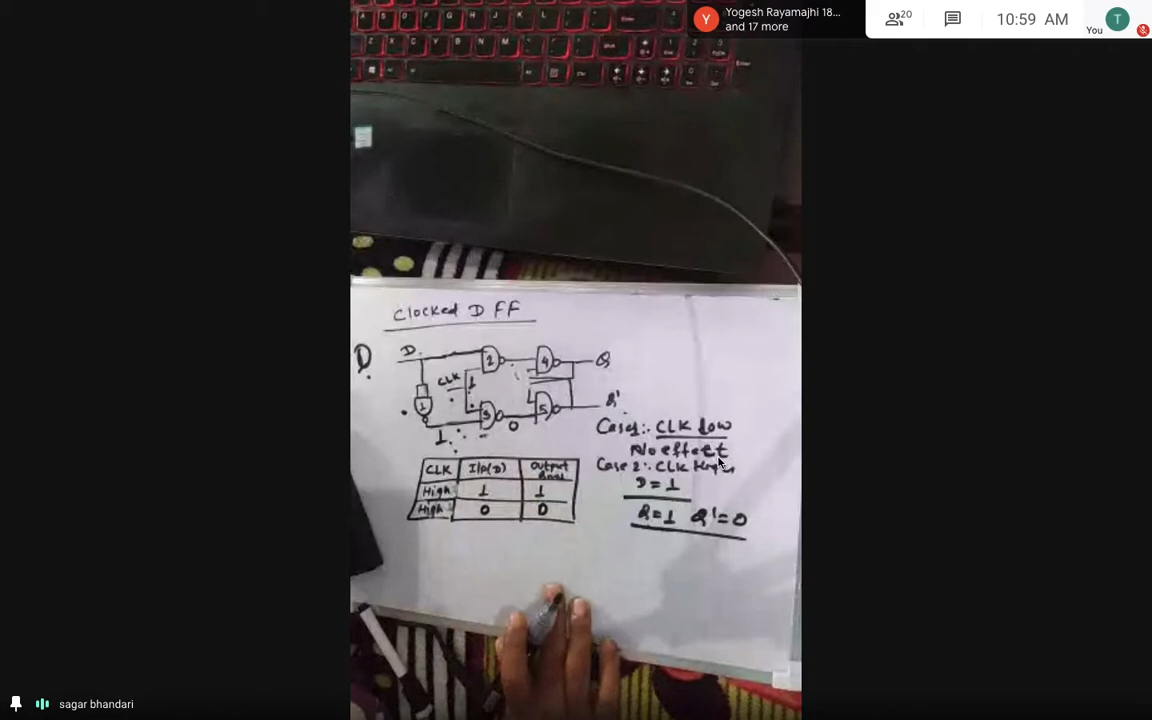 Yogesh Rayamajhi 18...
and 17 more
20
10:59 AM
T
You
Y
Clocked D FF
D.
D
CLK
1
2
4
Q
1
3
5
Q'
1
0
Case1:. CLK Low
No effect
Case 2:. CLK High
D = 1
Q=1 Q'=0
CLK I/p(D) Output
High 1 1
High 0 0
sagar bhandari